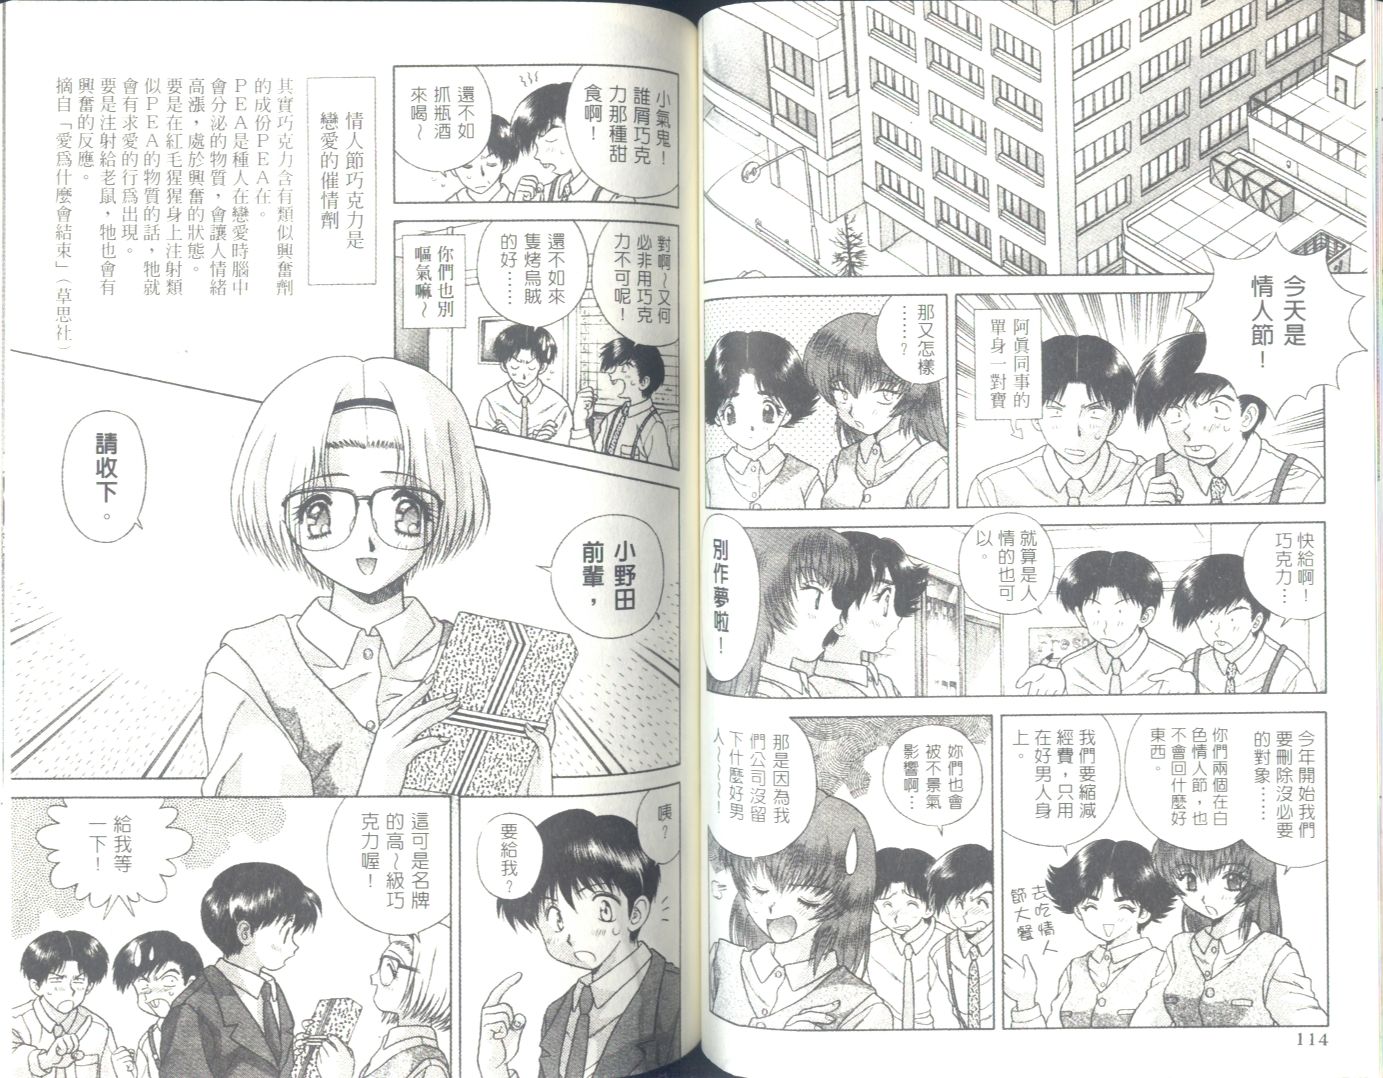 今天是
情人節！
阿眞同事的
單身一對寶
那又怎樣
……？
快給啊！
巧克力…
就算是人
情的也可
以。
Fresh
別作夢啦！
今年開始我們
要刪除沒必要
的對象……
你們兩個在白
色情人節，也
不會回什麼好
東西。
我們要縮減
經費，只用
在好男人身
上。
去吃情人
節大餐
妳們也會
被不景氣
影響啊…
那是因為我
們公司沒留
下什麼好男
人～～～！
114
小氣鬼！
誰屑巧克
力那種甜
食啊！
還不如
抓瓶酒
來喝～
對啊～又何
必非用巧克
力不可呢！
還不如來
隻烤烏賊
的好……
你們也別
嘔氣嘛～
情人節巧克力是
戀愛的催情劑
其實巧克力含有類似興奮劑
的成份PEA在。
PEA是種人在戀愛時腦中
會分泌的物質，會讓人情緒
高漲，處於興奮的狀態。
要是在紅毛猩猩身上注射類
似PEA的物質的話，牠就
會有求愛的行爲出現。
要是注射給老鼠，牠也會有
興奮的反應。
摘自「愛爲什麼會結束」（草思社）
小野田
前輩，
請收下。
咦？
要給我？
這可是名牌
的高～級巧
克力喔！
給我等
一下！